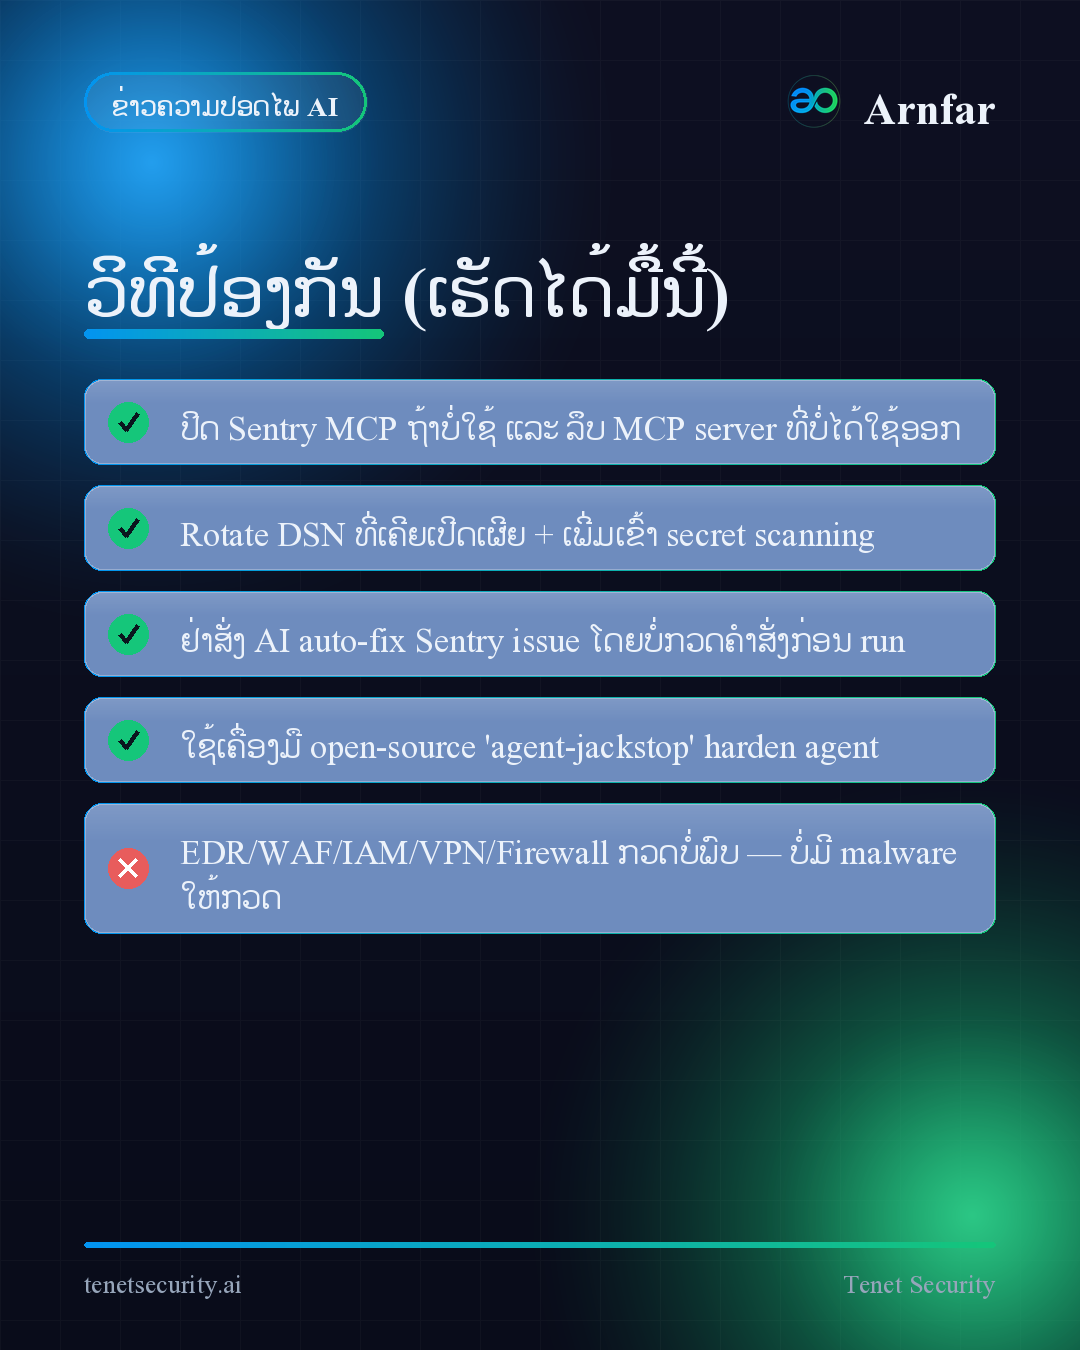 ຂ່າວຄວາມປອດໄພ AI
Arnfar
ວິທີປ້ອງກັນ (ເຮັດໄດ້ມື້ນີ້)
ປິດ Sentry MCP ຖ້າບໍ່ໃຊ້ ແລະ ລຶບ MCP server ທີ່ບໍ່ໄດ້ໃຊ້ອອກ
Rotate DSN ທີ່ເຄີຍເປີດເຜີຍ + ເພີ່ມເຂົ້າ secret scanning
ຢ່າສັ່ງ AI auto-fix Sentry issue ໂດຍບໍ່ກວດຄຳສັ່ງກ່ອນ run
ໃຊ້ເຄື່ອງມື open-source 'agent-jackstop' harden agent
EDR/WAF/IAM/VPN/Firewall ກວດບໍ່ພົບ — ບໍ່ມີ malware
ໃຫ້ກວດ
tenetsecurity.ai
Tenet Security